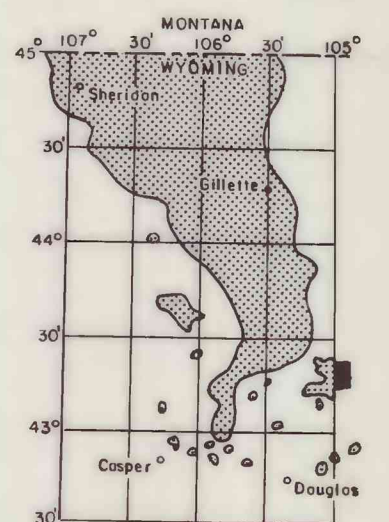 MONTANA
45° 107° 30' 106° 30' 105°
WYOMING
Sheridan
30'
Gillette
44°
30'
43°
Casper
Douglas
30'